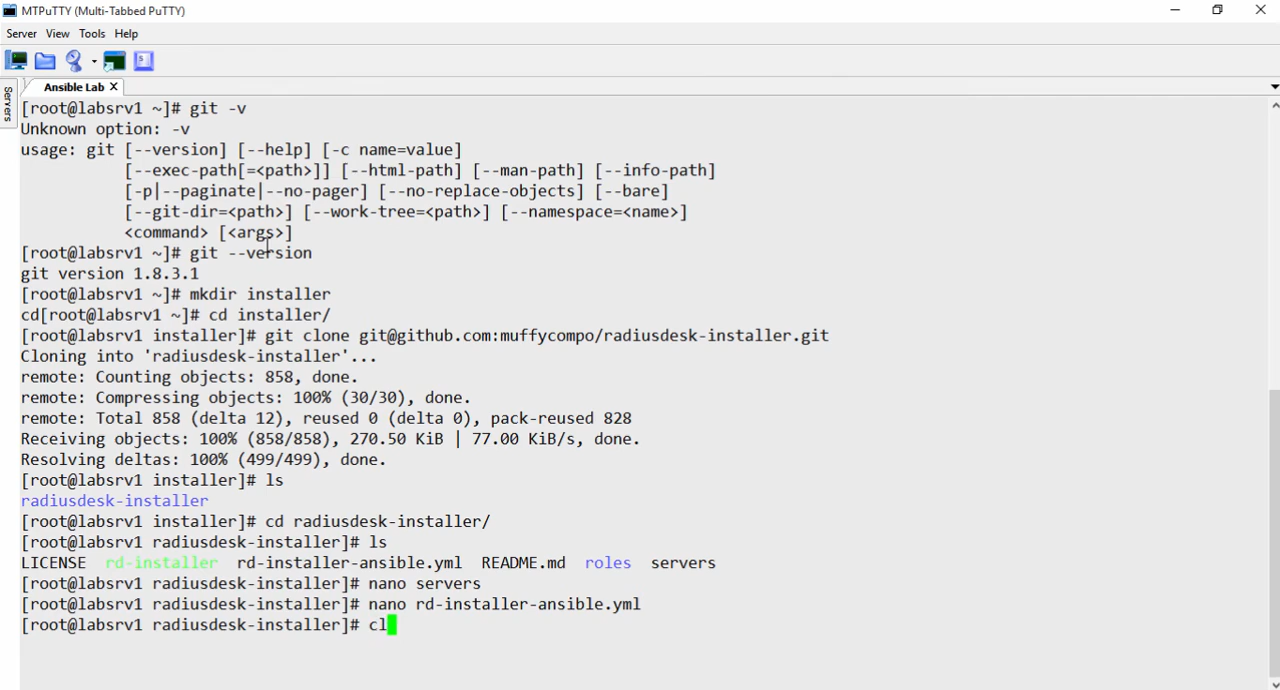 MTPuTTY (Multi-Tabbed PuTTY)
Server View Tools Help
Ansible Lab X
Servers
[root@labsrv1 ~]# git -v
Unknown option: -v
usage: git [--version] [--help] [-c name=value]
[--exec-path[=<path>]] [--html-path] [--man-path] [--info-path]
[-p|--paginate|--no-pager] [--no-replace-objects] [--bare]
[--git-dir=<path>] [--work-tree=<path>] [--namespace=<name>]
<command> [<args>]
[root@labsrv1 ~]# git --version
git version 1.8.3.1
[root@labsrv1 ~]# mkdir installer
cd[root@labsrv1 ~]# cd installer/
[root@labsrv1 installer]# git clone git@github.com:muffycompo/radiusdesk-installer.git
Cloning into 'radiusdesk-installer'...
remote: Counting objects: 858, done.
remote: Compressing objects: 100% (30/30), done.
remote: Total 858 (delta 12), reused 0 (delta 0), pack-reused 828
Receiving objects: 100% (858/858), 270.50 KiB | 77.00 KiB/s, done.
Resolving deltas: 100% (499/499), done.
[root@labsrv1 installer]# ls
radiusdesk-installer
[root@labsrv1 installer]# cd radiusdesk-installer/
[root@labsrv1 radiusdesk-installer]# ls
LICENSE rd-installer rd-installer-ansible.yml README.md roles servers
[root@labsrv1 radiusdesk-installer]# nano servers
[root@labsrv1 radiusdesk-installer]# nano rd-installer-ansible.yml
[root@labsrv1 radiusdesk-installer]# cl